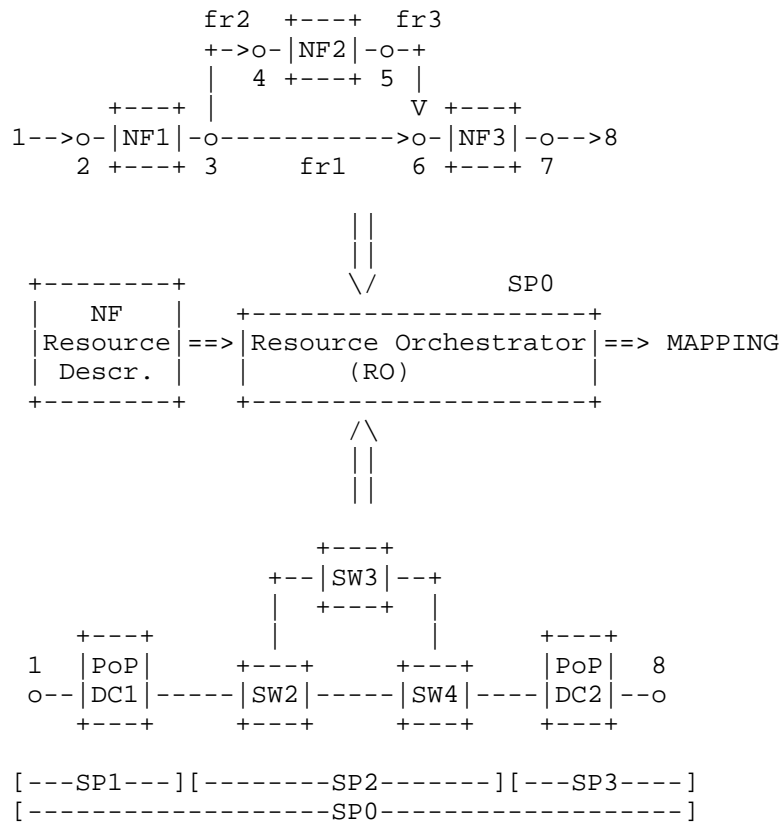 fr2  +---+  fr3
+->o-|NF2|-o-+
|  4 +---+ 5 |
+---+ |            V +---+
1-->o-|NF1|-o------------>o-|NF3|-o-->8
2 +---+ 3     fr1     6 +---+ 7
||
||
+--------+            \/         SP0
|   NF   |    +---------------------+
|Resource|==>|Resource Orchestrator|==> MAPPING
| Descr. |   |       (RO)          |
+--------+    +---------------------+
/\
||
||
+---+
+--|SW3|--+
|  +---+  |
+---+       |         |      +---+
1  |PoP|     +---+     +---+    |PoP|  8
o--|DC1|-----|SW2|-----|SW4|----|DC2|--o
+---+     +---+     +---+    +---+
[---SP1---][--------SP2-------][---SP3----]
[-------------------SP0-------------------]